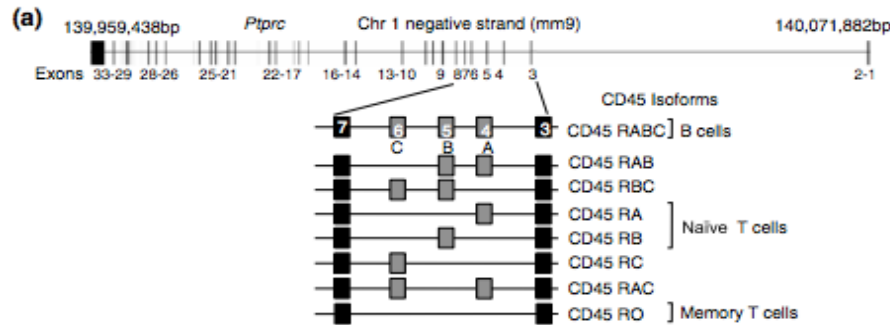 (a)
139,959,438bp Ptprc Chr 1 negative strand (mm9) 140,071,882bp
Exons 33-29 28-26 25-21 22-17 16-14 13-10 9 876 5 4 3 2-1
CD45 Isoforms
7 6 5 4 3 CD45 RABC ] B cells
C B A
CD45 RAB
CD45 RBC
CD45 RA
Naïve T cells
CD45 RB
CD45 RC
CD45 RAC
CD45 RO ] Memory T cells